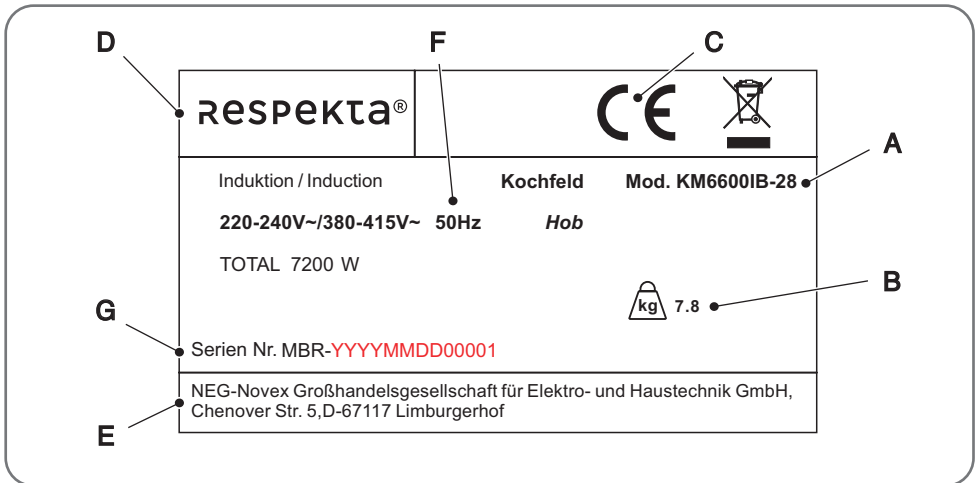 D
F
C
Respekta®
CE
A
Induktion / Induction Kochfeld Mod. KM6600IB-28
220-240V~/380-415V~ 50Hz Hob
TOTAL 7200 W
B
kg 7.8
G
Serien Nr. MBR-YYYYMMDD00001
NEG-Novex Großhandelsgesellschaft für Elektro- und Haustechnik GmbH,
Chenover Str. 5,D-67117 Limburgerhof
E